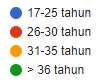 17-25 tahun
26-30 tahun
31-35 tahun
> 36 tahun